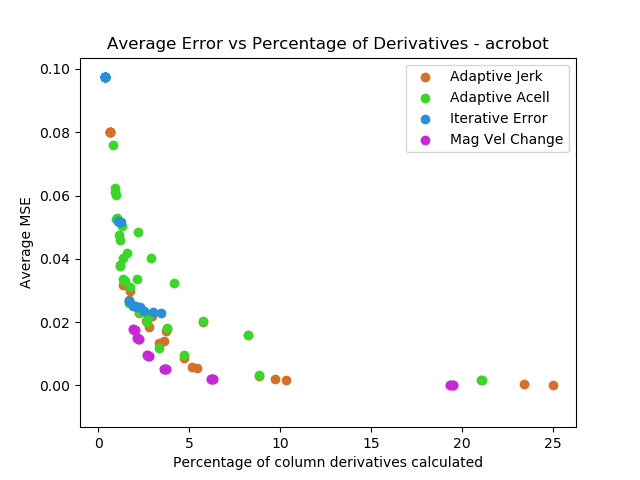 Average Error vs Percentage of Derivatives - acrobot
Adaptive Jerk
Adaptive Acell
Iterative Error
Mag Vel Change
0.10
0.08
0.06
0.04
0.02
0.00
Average MSE
0
5
10
15
20
25
Percentage of column derivatives calculated